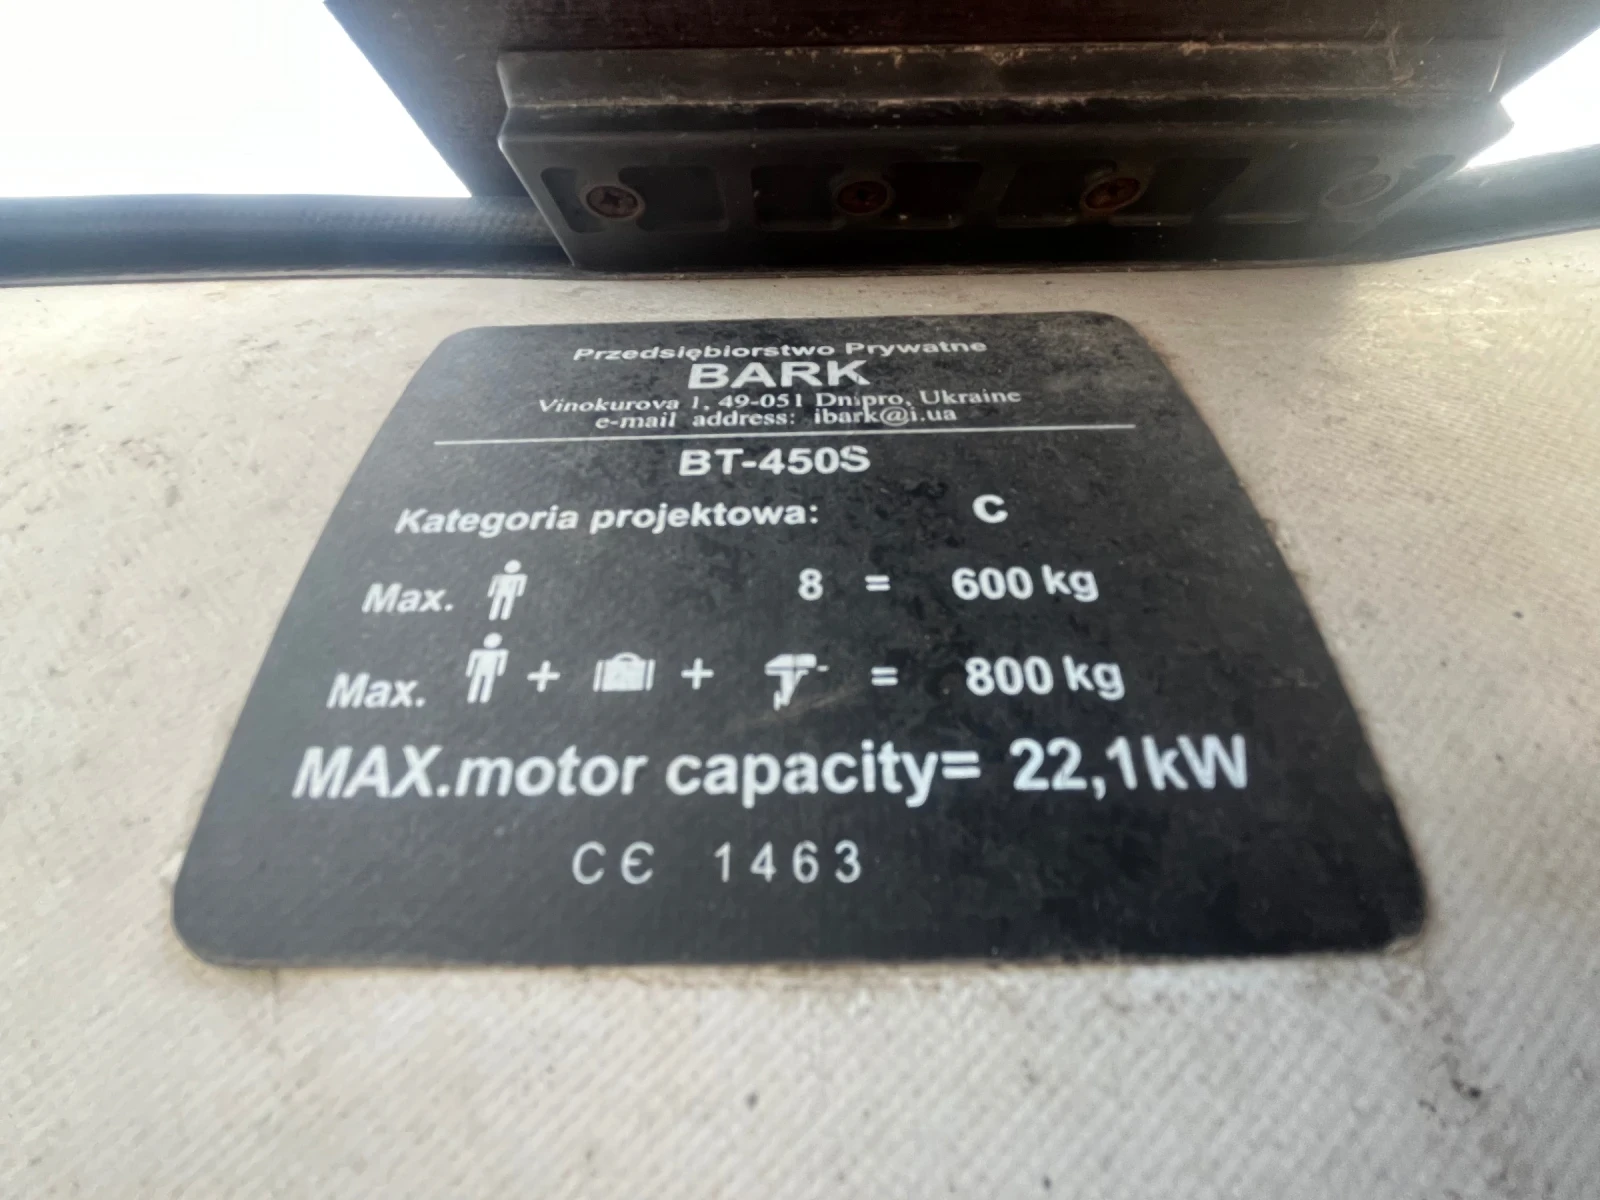 Przedsiębiorstwo Prywatne
BARK
Vinokurova 1, 49-051 Dnipro, Ukraine
e-mail address: ibark@i.ua
BT-450S
Kategoria projektowa: C
Max. 8 = 600 kg
Max. + + = 800 kg
MAX.motor capacity= 22,1kW
CЄ 1463